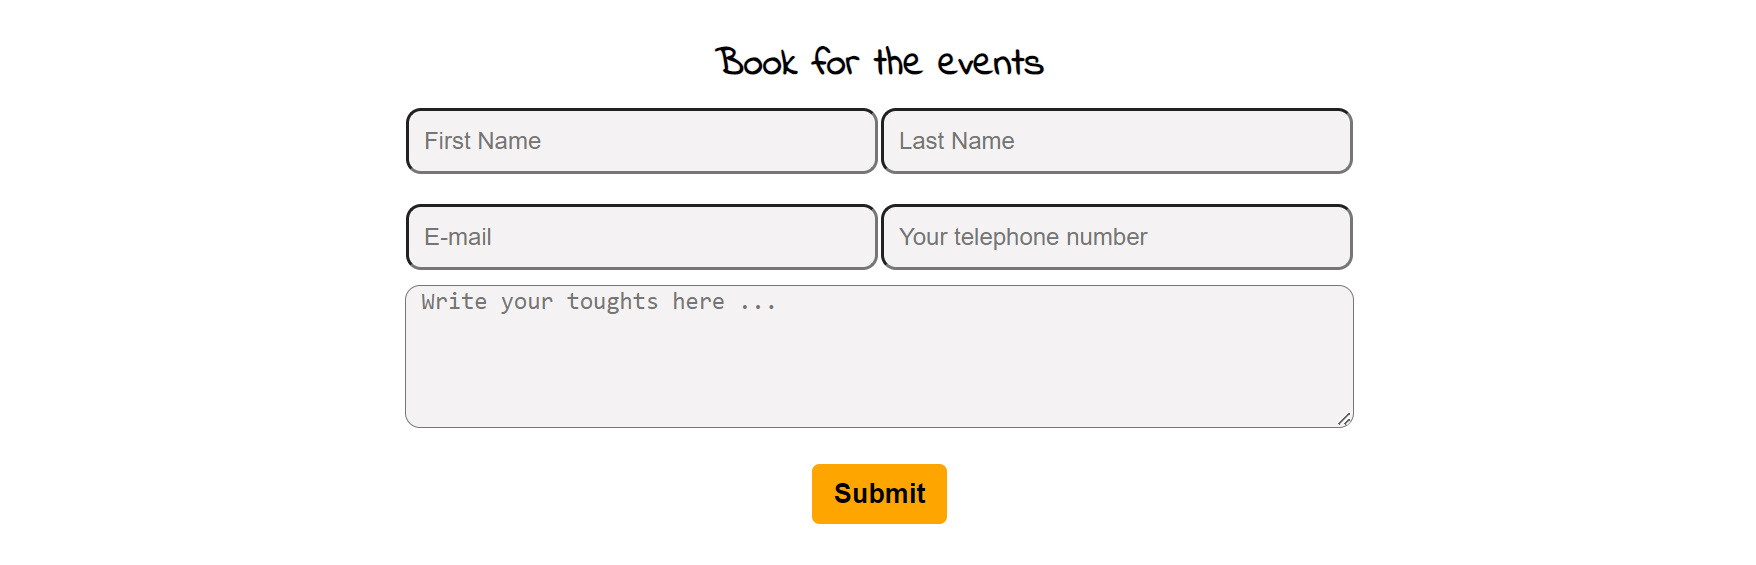 Book for the events
First Name Last Name
E-mail Your telephone number
Write your toughts here ...
Submit